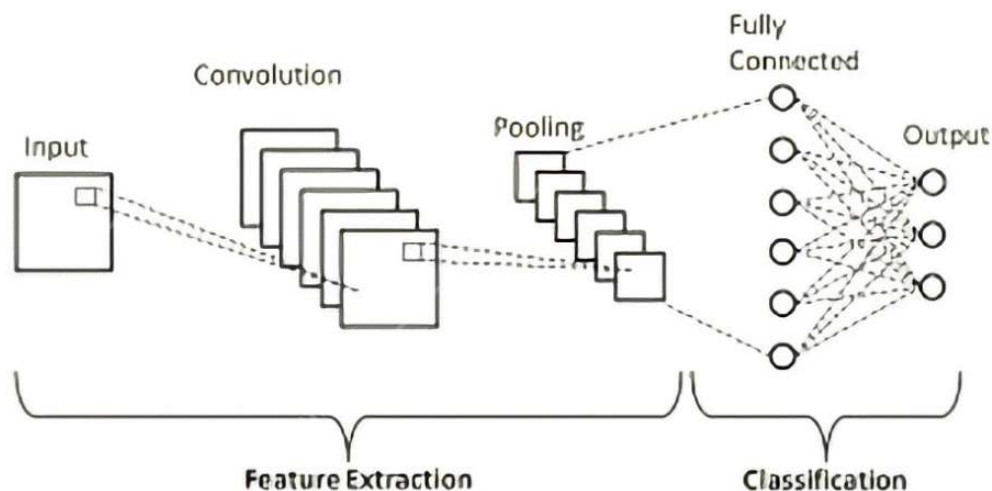 Fully
Connected
Convolution
Pooling
Output
Input
Feature Extraction
Classification